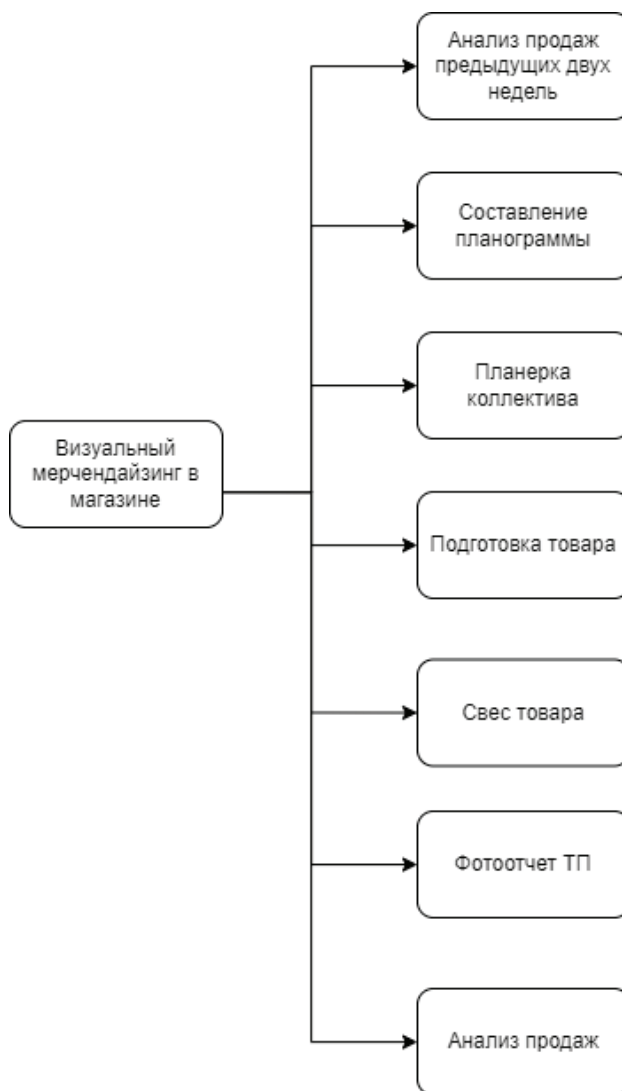 Анализ продаж
предыдущих двух
недель
Составление
планограммы
Планерка
коллектива
Визуальный
мерчендайзинг в
магазине
Подготовка товара
Свес товара
Фотоотчет ТП
Анализ продаж